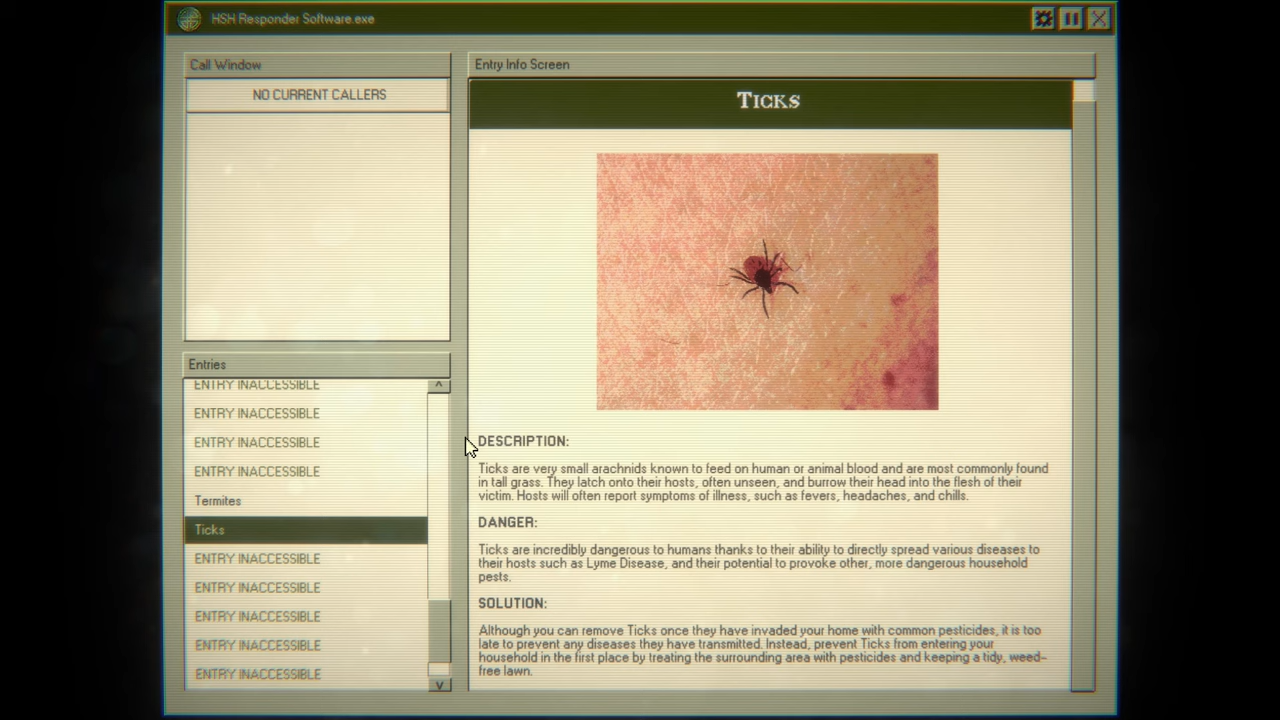 HSH Responder Software.exe
Call Window
NO CURRENT CALLERS
Entries
ENTRY INACCESSIBLE
ENTRY INACCESSIBLE
ENTRY INACCESSIBLE
ENTRY INACCESSIBLE
Termites
Ticks
ENTRY INACCESSIBLE
ENTRY INACCESSIBLE
ENTRY INACCESSIBLE
ENTRY INACCESSIBLE
ENTRY INACCESSIBLE
Entry Info Screen
TICKS
DESCRIPTION:
Ticks are very small arachnids known to feed on human or animal blood and are most commonly found
in tall grass. They latch onto their hosts, often unseen, and burrow their head into the flesh of their
victim. Hosts will often report symptoms of illness, such as fevers, headaches, and chills.
DANGER:
Ticks are incredibly dangerous to humans thanks to their ability to directly spread various diseases to
their hosts such as Lyme Disease, and their potential to provoke other, more dangerous household
pests.
SOLUTION:
Although you can remove Ticks once they have invaded your home with common pesticides, it is too
late to prevent any diseases they have transmitted. Instead, prevent Ticks from entering your
household in the first place by treating the surrounding area with pesticides and keeping a tidy, weed-
free lawn.